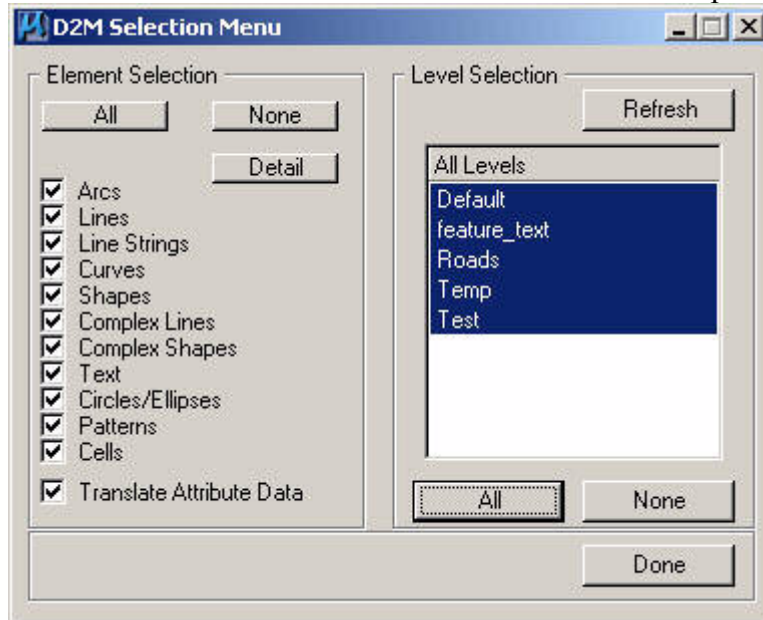 D2M Selection Menu
Element Selection
All
None
Detail
Arcs
Lines
Line Strings
Curves
Shapes
Complex Lines
Complex Shapes
Text
Circles/Ellipses
Patterns
Cells
Translate Attribute Data
Level Selection
Refresh
All Levels
Default
feature_text
Roads
Temp
Test
All
None
Done